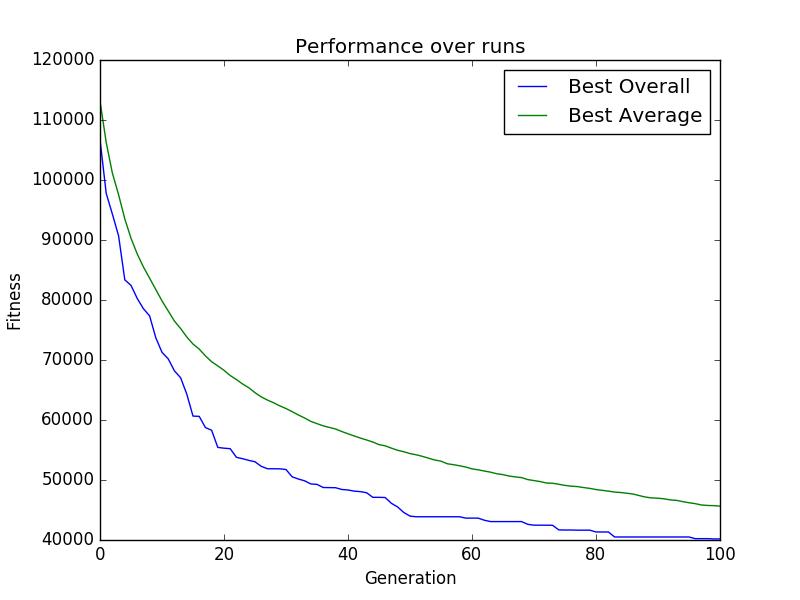 Performance over runs
120000
110000
100000
90000
80000
70000
60000
50000
40000
Fitness
Best Overall
Best Average
0 20 40 60 80 100
Generation